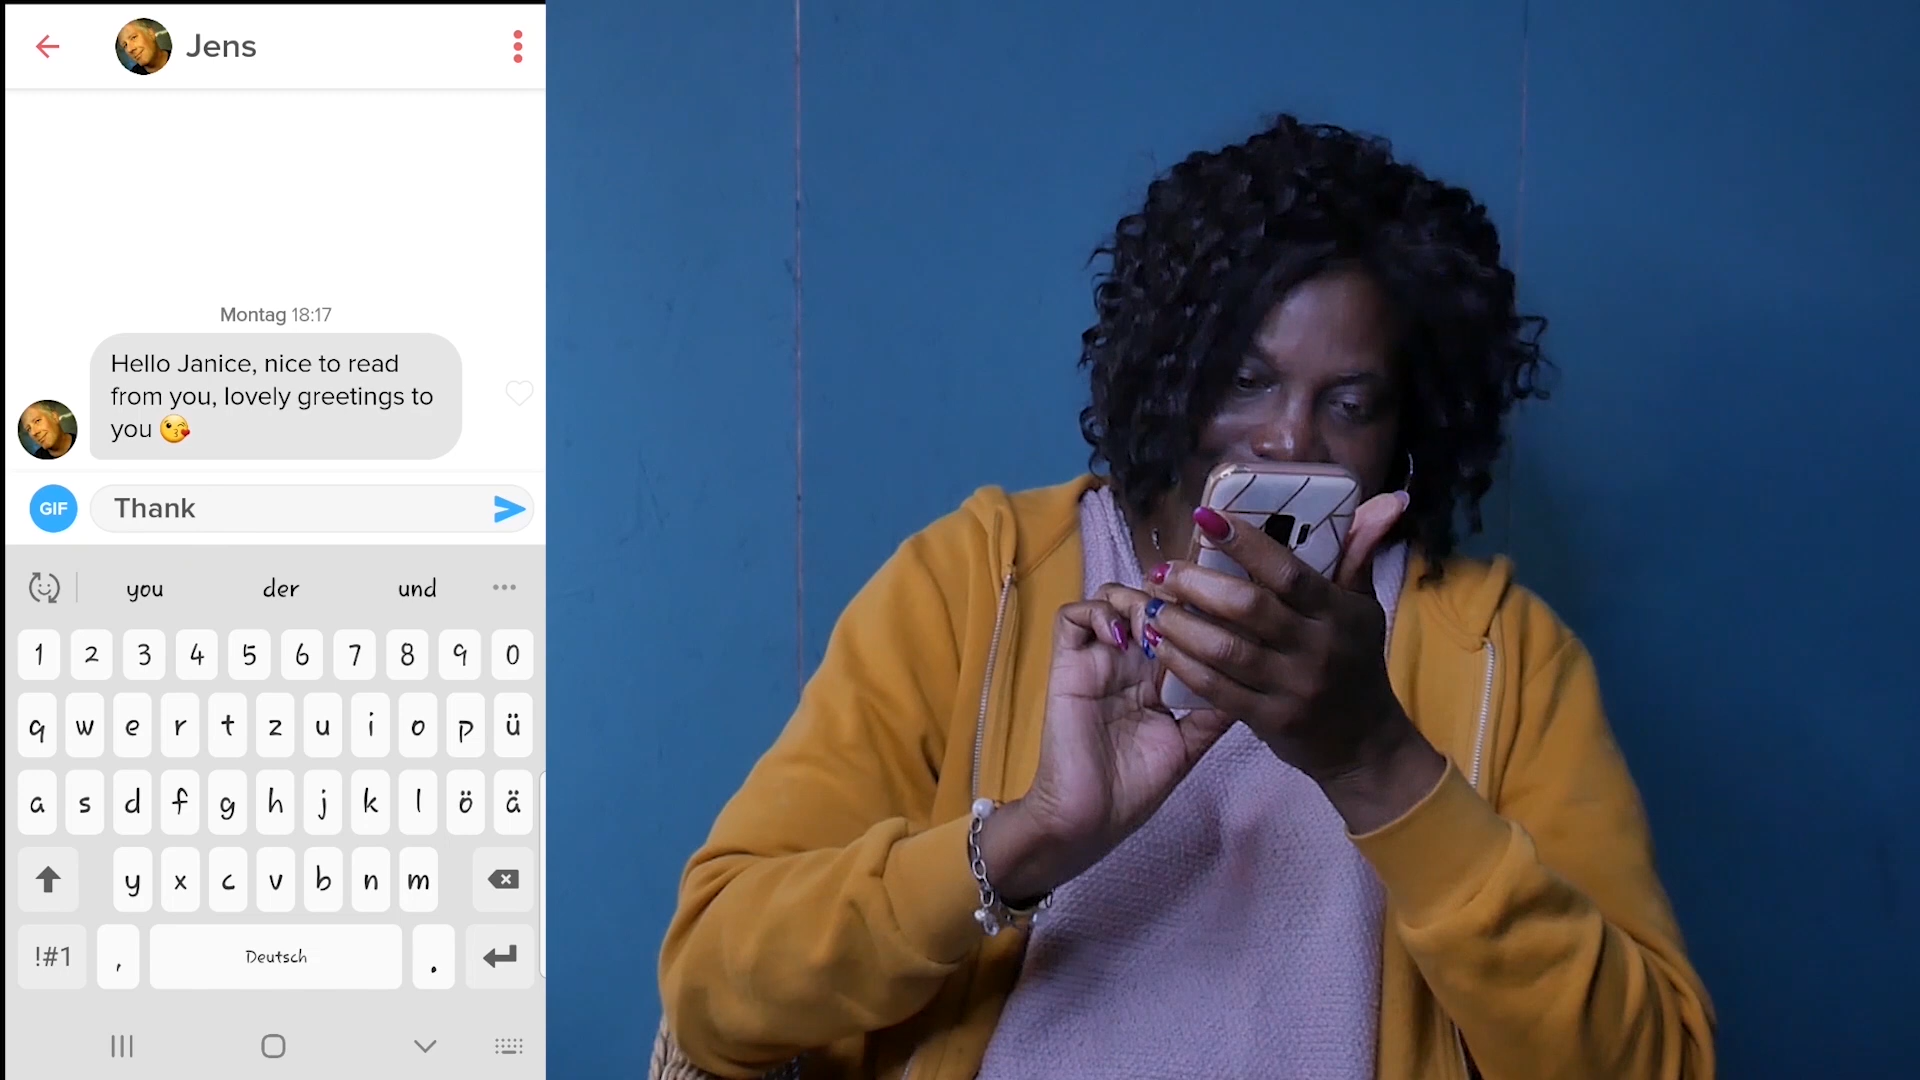 Jens
Montag 18:17
Hello Janice, nice to read
from you, lovely greetings to
you 😘
GIF Thank
you der und
1 2 3 4 5 6 7 8 9 0
q w e r t z u i o p ü
a s d f g h j k l ö ä
y x c v b n m
!#1 , Deutsch .